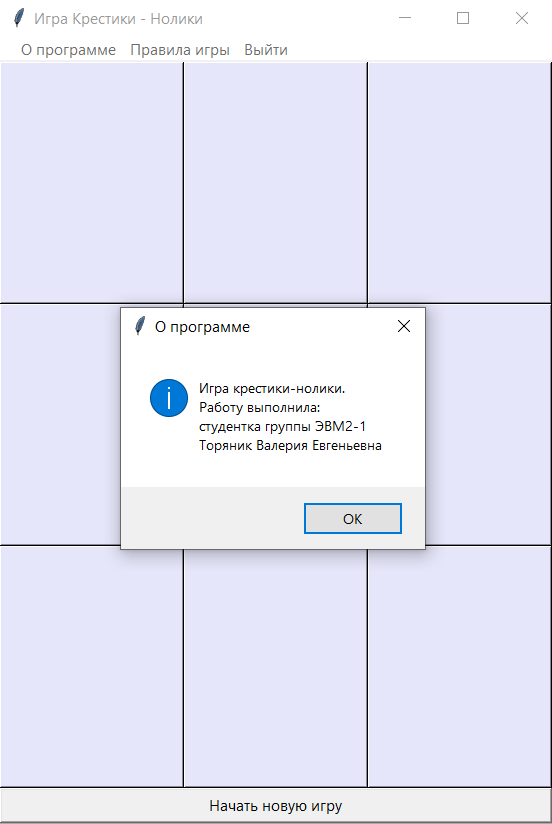 Игра Крестики - Нолики
О программе Правила игры Выйти
О программе
Игра крестики-нолики.
Работу выполнила:
студентка группы ЭВМ2-1
Торяник Валерия Евгеньевна
ОК
Начать новую игру